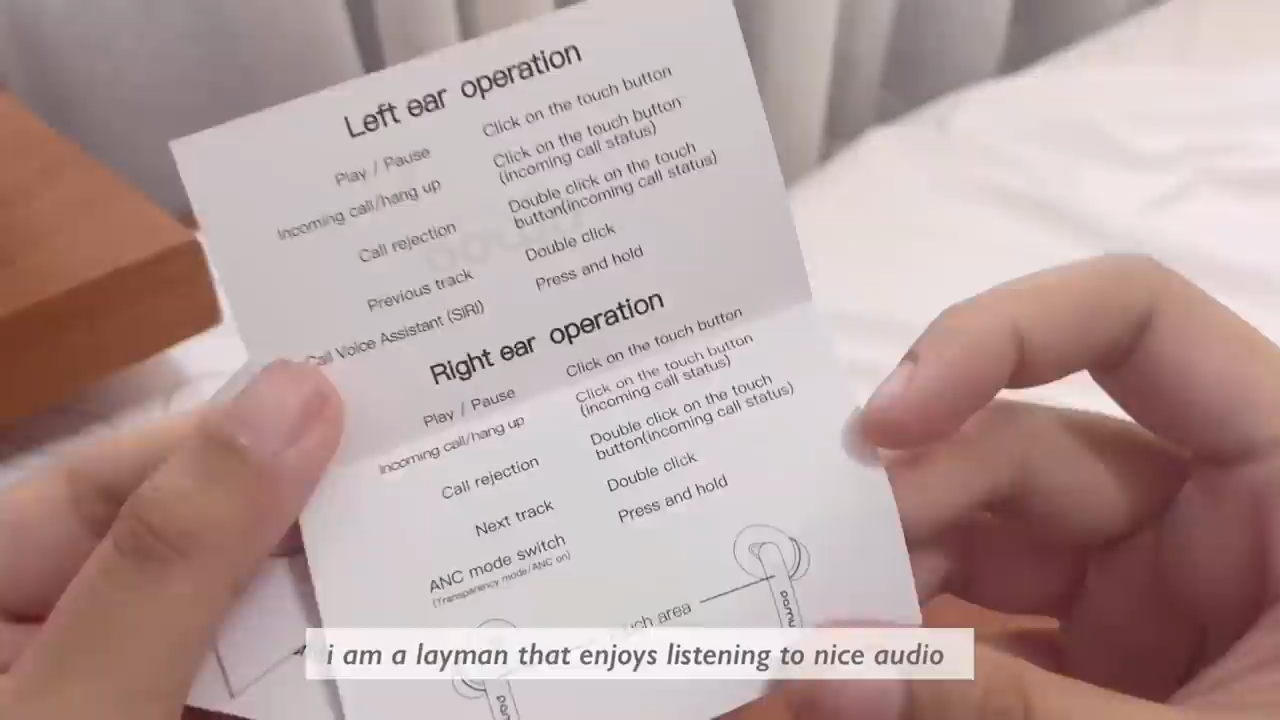 Left ear operation
Play / Pause Click on the touch button
Incoming call/hang up Click on the touch button
(incoming call status)
Call rejection Double click on the touch
button(incoming call status)
Previous track Double click
Call Voice Assistant (SIRI) Press and hold
Right ear operation
Play / Pause Click on the touch button
Incoming call/hang up Click on the touch button
(incoming call status)
Call rejection Double click on the touch
button(incoming call status)
Next track Double click
ANC mode switch Press and hold
(Transparency mode/ANC on)
area
i am a layman that enjoys listening to nice audio